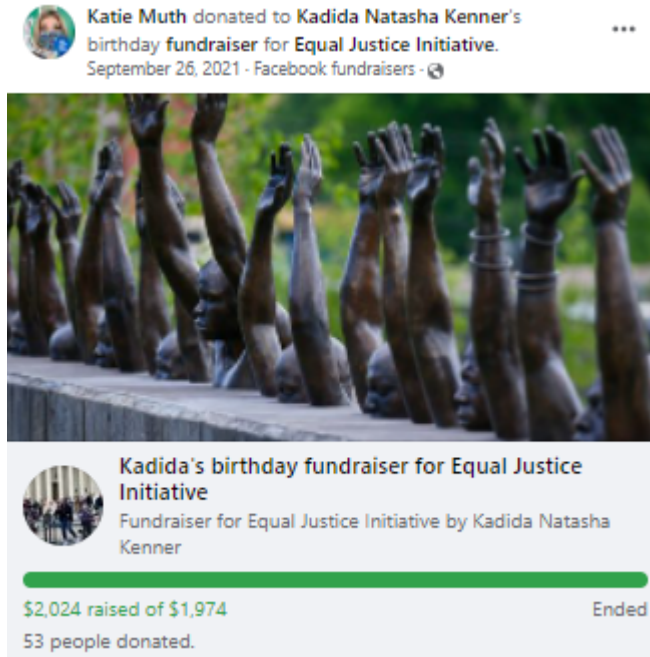 Katie Muth donated to Kadida Natasha Kenner's
birthday fundraiser for Equal Justice Initiative.
September 26, 2021 · Facebook fundraisers ·
Kadida's birthday fundraiser for Equal Justice
Initiative
Fundraiser for Equal Justice Initiative by Kadida Natasha
Kenner
$2,024 raised of $1,974
Ended
53 people donated.